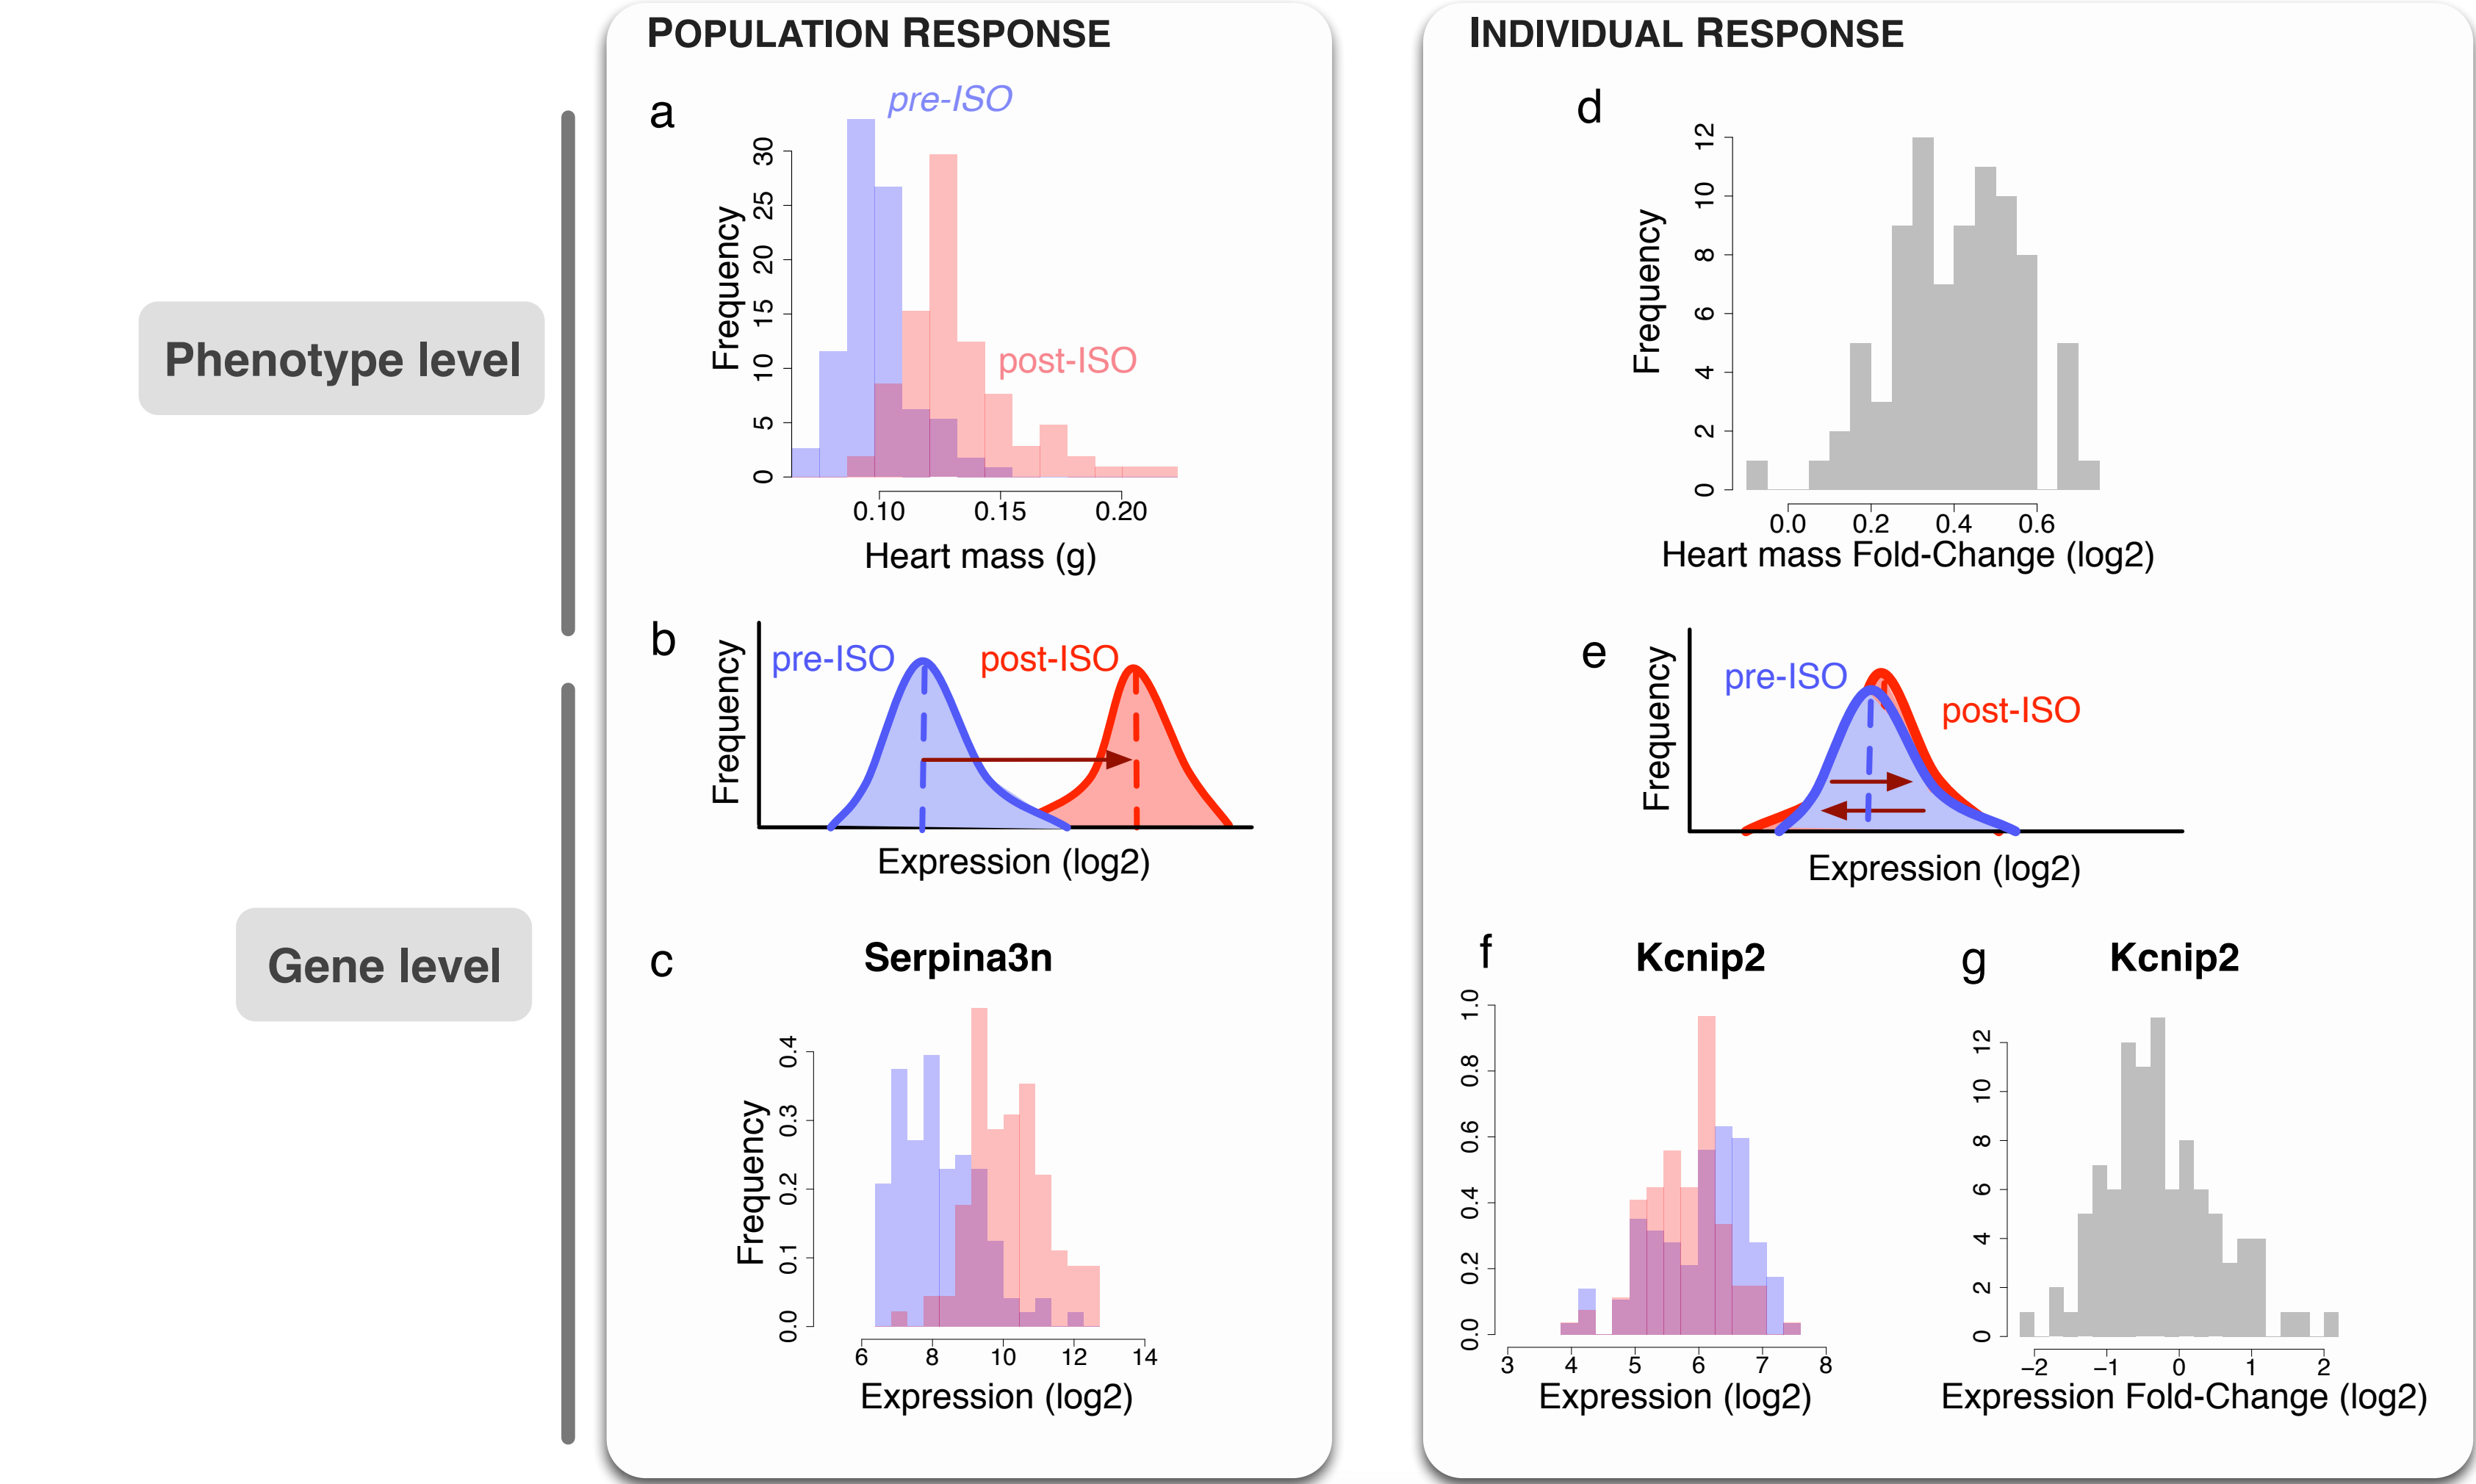 POPULATION RESPONSE
INDIVIDUAL RESPONSE
Phenotype level
Gene level
a
pre-ISO
post-ISO
Frequency
0 5 10 15 20 25 30
0.10 0.15 0.20
Heart mass (g)
b
pre-ISO
post-ISO
Frequency
Expression (log2)
c
Serpina3n
Frequency
0.0 0.1 0.2 0.3 0.4
6 8 10 12 14
Expression (log2)
d
Frequency
0 2 4 6 8 10 12
0.0 0.2 0.4 0.6
Heart mass Fold-Change (log2)
e
pre-ISO
post-ISO
Frequency
Expression (log2)
f
Kcnip2
0.0 0.2 0.4 0.6 0.8 1.0
3 4 5 6 7 8
Expression (log2)
g
Kcnip2
0 2 4 6 8 10 12
−2 −1 0 1 2
Expression Fold-Change (log2)